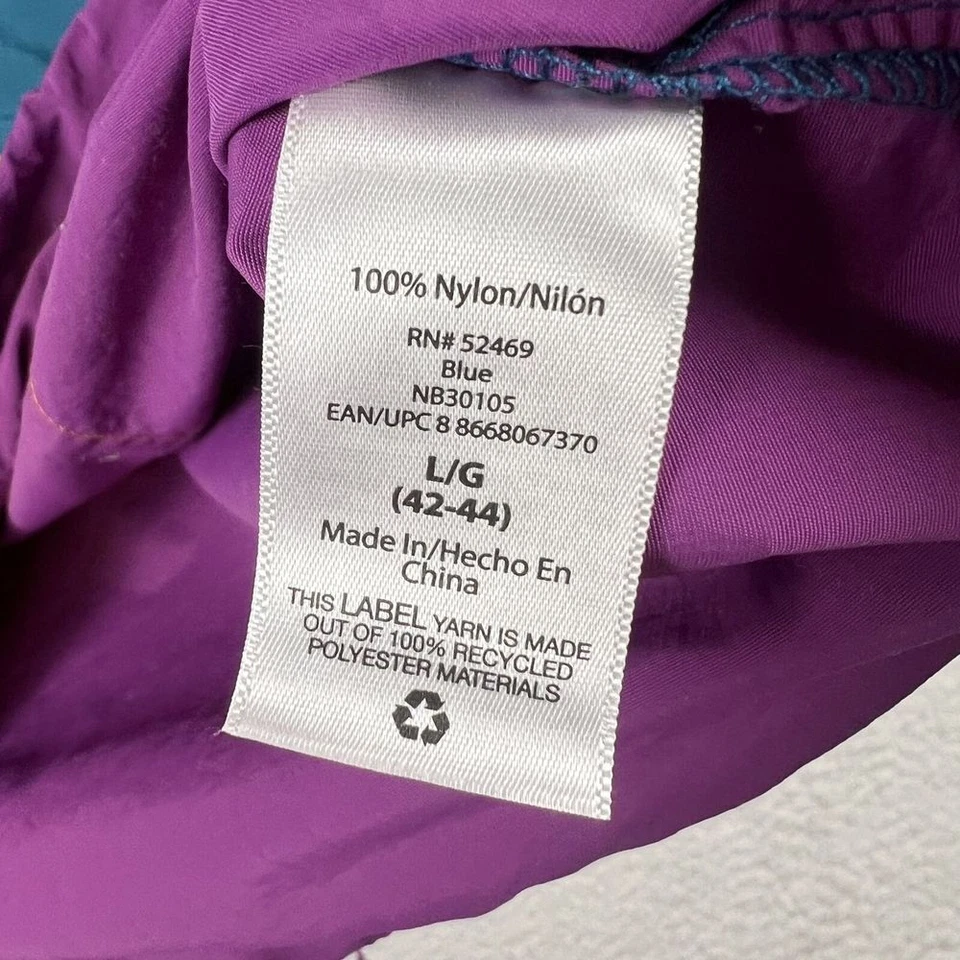 100% Nylon/Nilón
RN# 52469
Blue
NB30105
EAN/UPC 8 8668067370
L/G
(42-44)
Made In/Hecho En
China
THIS LABEL YARN IS MADE
OUT OF 100% RECYCLED
POLYESTER MATERIALS